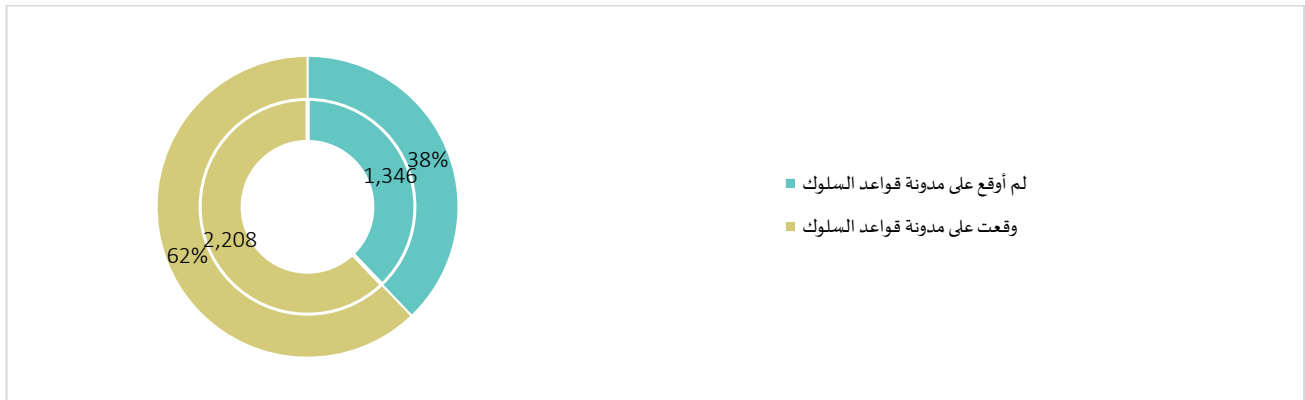 38%
1,346
2,208
62%
لم أوقع على مدونة قواعد السلوك
وقعت على مدونة قواعد السلوك